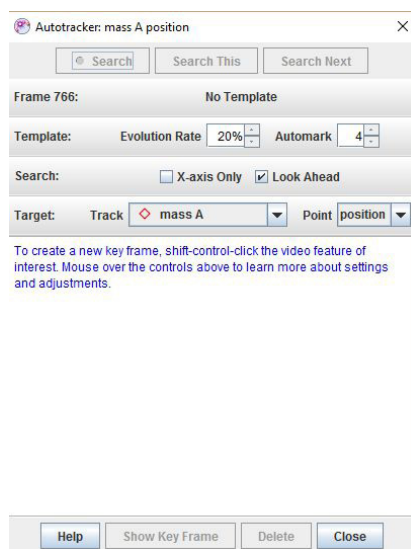 Autotracker: mass A position
Search Search This Search Next
Frame 766: No Template
Template: Evolution Rate 20% Automark 4
Search: X-axis Only Look Ahead
Target: Track mass A Point position
To create a new key frame, shift-control-click the video feature of
interest. Mouse over the controls above to learn more about settings
and adjustments.
Help Show Key Frame Delete Close